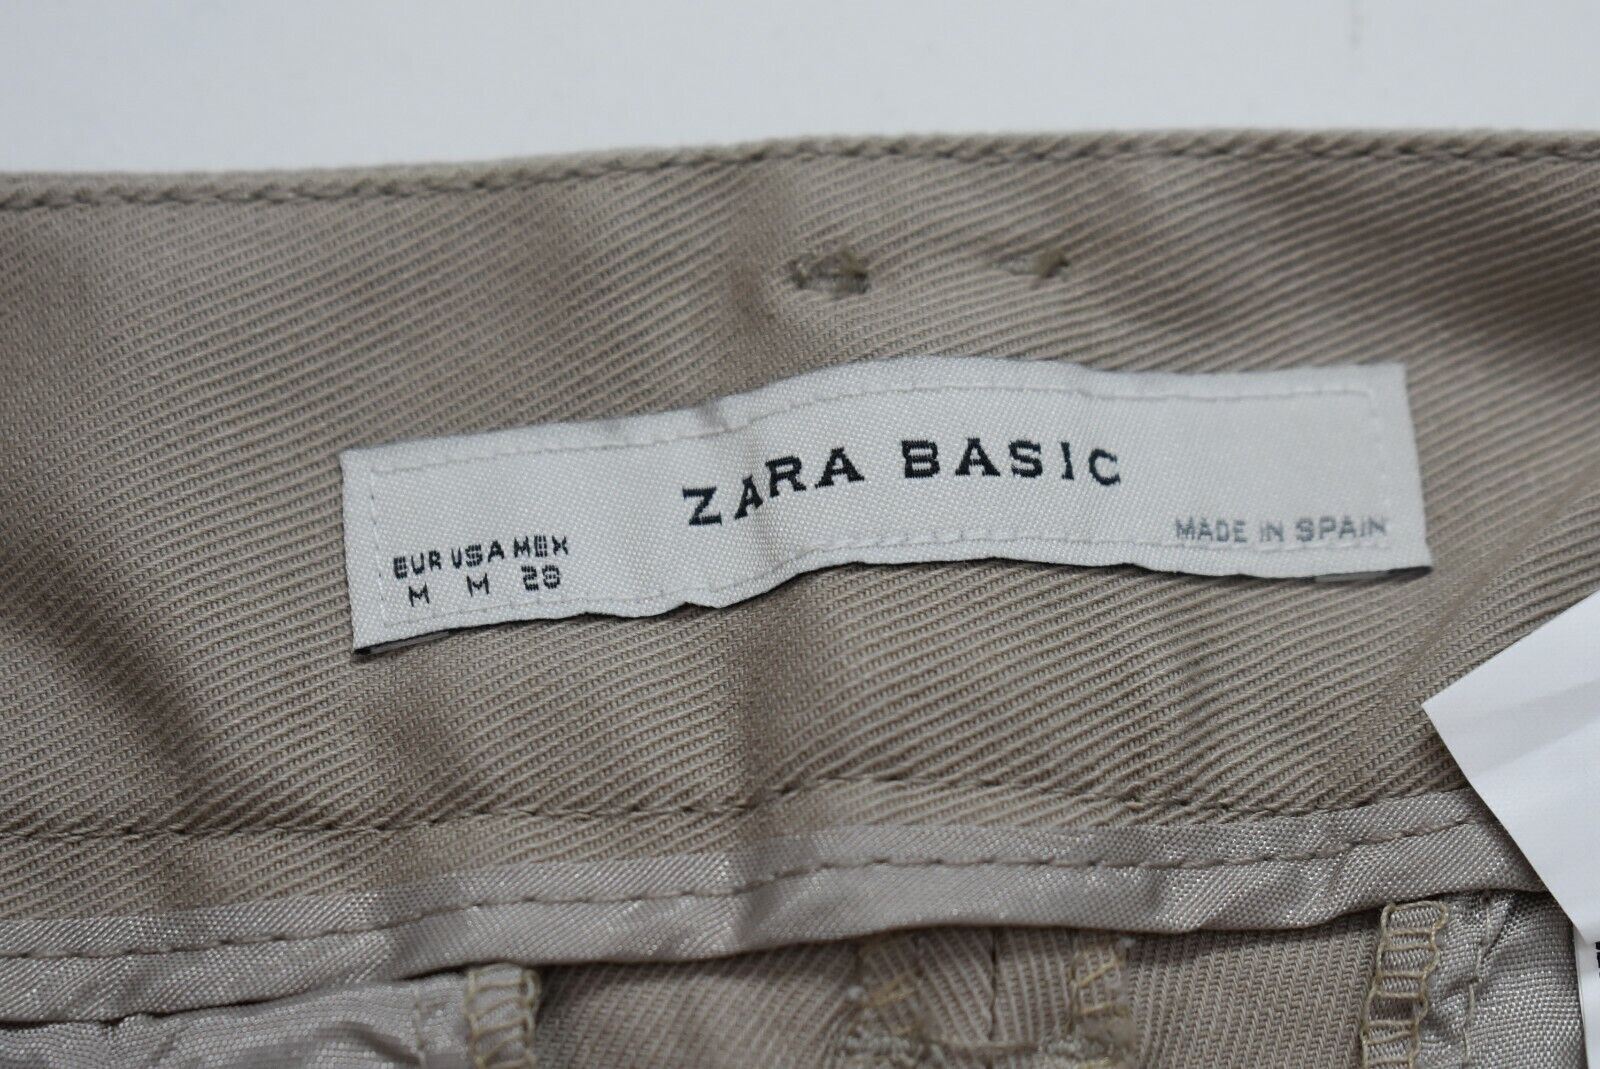 ZARA BASIC
MADE IN SPAIN
EUR USA MEX
M M 28